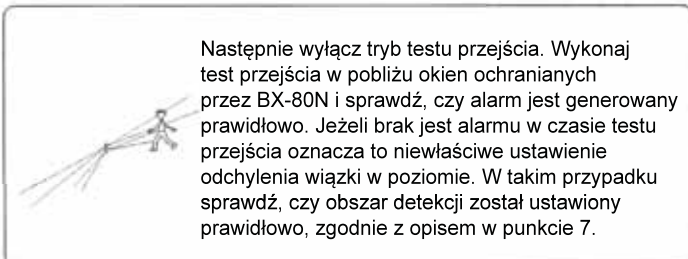 Następnie wyłącz tryb testu przejścia. Wykonaj
test przejścia w pobliżu okien ochranianych
przez BX-80N i sprawdź, czy alarm jest generowany
prawidłowo. Jeżeli brak jest alarmu w czasie testu
przejścia oznacza to niewłaściwe ustawienie
odchylenia wiązki w poziomie. W takim przypadku
sprawdź, czy obszar detekcji został ustawiony
prawidłowo, zgodnie z opisem w punkcie 7.